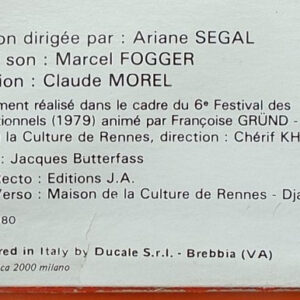 on dirigée par : Ariane SEGAL
son : Marcel FOGGER
ion : Claude MOREL
ment réalisé dans le cadre du 6e Festival des
tionnels (1979) animé par Françoise GRÜND -
la Culture de Rennes, direction : Chérif KH
: Jacques Butterfass
ecto : Editions J.A.
erso : Maison de la Culture de Rennes - Dja
80
red in Italy by Ducale S.r.l. - Brebbia (VA)
ca 2000 milano